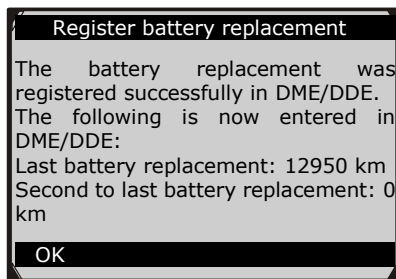 Register battery replacement
The battery replacement was
registered successfully in DME/DDE.
The following is now entered in
DME/DDE:
Last battery replacement: 12950 km
Second to last battery replacement: 0
km
OK